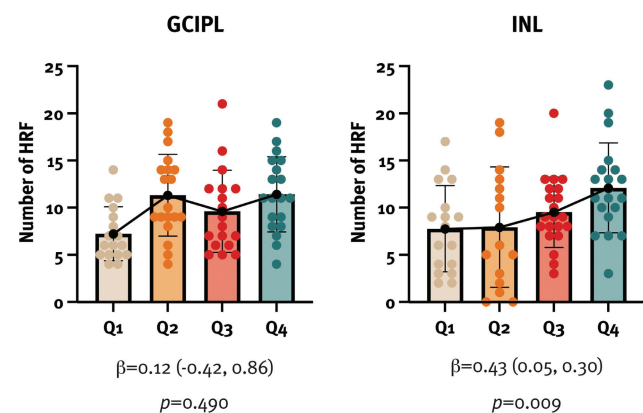 GCIPL
Number of HRF
25
20
15
10
5
0
Q1 Q2 Q3 Q4
β=0.12 (-0.42, 0.86)
p=0.490
INL
Number of HRF
25
20
15
10
5
0
Q1 Q2 Q3 Q4
β=0.43 (0.05, 0.30)
p=0.009